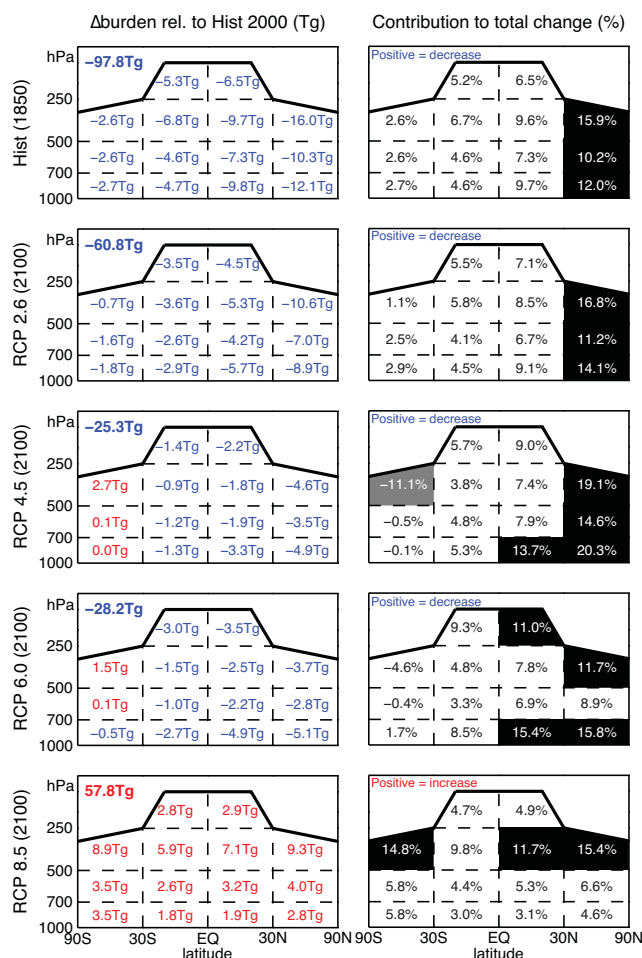 Δburden rel. to Hist 2000 (Tg) Contribution to total change (%)
Hist (1850)
hPa −97.8Tg Positive = decrease
−5.3Tg −6.5Tg 5.2% 6.5%
250
−2.6Tg −6.8Tg −9.7Tg −16.0Tg 2.6% 6.7% 9.6% 15.9%
500
−2.6Tg −4.6Tg −7.3Tg −10.3Tg 2.6% 4.6% 7.3% 10.2%
700
−2.7Tg −4.7Tg −9.8Tg −12.1Tg 2.7% 4.6% 9.7% 12.0%
1000
RCP 2.6 (2100)
hPa −60.8Tg Positive = decrease
−3.5Tg −4.5Tg 5.5% 7.1%
250
−0.7Tg −3.6Tg −5.3Tg −10.6Tg 1.1% 5.8% 8.5% 16.8%
500
−1.6Tg −2.6Tg −4.2Tg −7.0Tg 2.5% 4.1% 6.7% 11.2%
700
−1.8Tg −2.9Tg −5.7Tg −8.9Tg 2.9% 4.5% 9.1% 14.1%
1000
RCP 4.5 (2100)
hPa −25.3Tg Positive = decrease
−1.4Tg −2.2Tg 5.7% 9.0%
250
2.7Tg −0.9Tg −1.8Tg −4.6Tg −11.1% 3.8% 7.4% 19.1%
500
0.1Tg −1.2Tg −1.9Tg −3.5Tg −0.5% 4.8% 7.9% 14.6%
700
0.0Tg −1.3Tg −3.3Tg −4.9Tg −0.1% 5.3% 13.7% 20.3%
1000
RCP 6.0 (2100)
hPa −28.2Tg Positive = decrease
−3.0Tg −3.5Tg 9.3% 11.0%
250
1.5Tg −1.5Tg −2.5Tg −3.7Tg −4.6% 4.8% 7.8% 11.7%
500
0.1Tg −1.0Tg −2.2Tg −2.8Tg −0.4% 3.3% 6.9% 8.9%
700
−0.5Tg −2.7Tg −4.9Tg −5.1Tg 1.7% 8.5% 15.4% 15.8%
1000
RCP 8.5 (2100)
hPa 57.8Tg Positive = increase
2.8Tg 2.9Tg 4.7% 4.9%
250
8.9Tg 5.9Tg 7.1Tg 9.3Tg 14.8% 9.8% 11.7% 15.4%
500
3.5Tg 2.6Tg 3.2Tg 4.0Tg 5.8% 4.4% 5.3% 6.6%
700
3.5Tg 1.8Tg 1.9Tg 2.8Tg 5.8% 3.0% 3.1% 4.6%
1000
90S 30S EQ 30N 90N 90S 30S EQ 30N 90N
latitude latitude